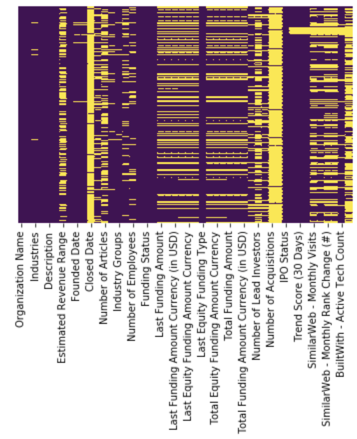 Organization Name
Industries
Description
Estimated Revenue Range
Founded Date
Closed Date
Number of Articles
Industry Groups
Number of Employees
Funding Status
Last Funding Amount
Last Funding Amount Currency (in USD)
Last Equity Funding Amount Currency
Last Equity Funding Type
Total Equity Funding Amount Currency
Total Funding Amount
Total Funding Amount Currency (in USD)
Number of Lead Investors
Number of Acquisitions
IPO Status
Trend Score (30 Days)
SimilarWeb - Monthly Visits
SimilarWeb - Monthly Rank Change (#)
BuiltWith - Active Tech Count